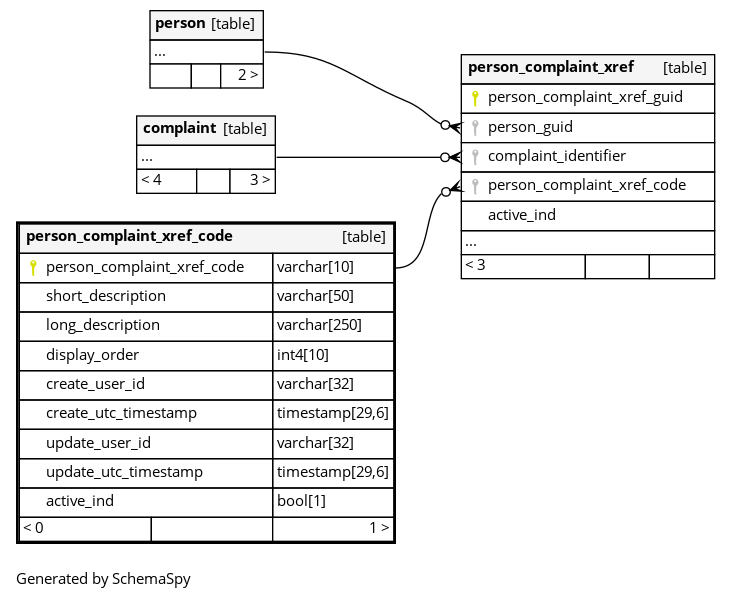 person [table]
...
2 >
complaint [table]
...
< 4 3 >
person_complaint_xref_code [table]
person_complaint_xref_code varchar[10]
short_description varchar[50]
long_description varchar[250]
display_order int4[10]
create_user_id varchar[32]
create_utc_timestamp timestamp[29,6]
update_user_id varchar[32]
update_utc_timestamp timestamp[29,6]
active_ind bool[1]
< 0 1 >
person_complaint_xref [table]
person_complaint_xref_guid
person_guid
complaint_identifier
person_complaint_xref_code
active_ind
...
< 3
Generated by SchemaSpy